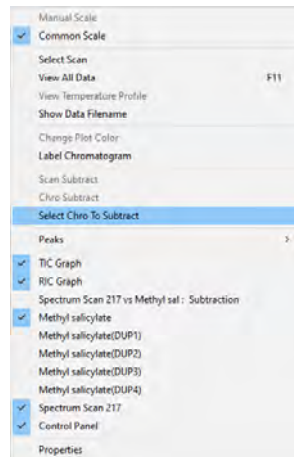 Manual Scale
Common Scale
Select Scan
View All Data F11
View Temperature Profile
Show Data Filename
Change Plot Color
Label Chromatogram
Scan Subtract
Chro Subtract
Select Chro To Subtract
Peaks
TIC Graph
RIC Graph
Spectrum Scan 217 vs Methyl sal : Subtraction
Methyl salicylate
Methyl salicylate(DUP1)
Methyl salicylate(DUP2)
Methyl salicylate(DUP3)
Methyl salicylate(DUP4)
Spectrum Scan 217
Control Panel
Properties